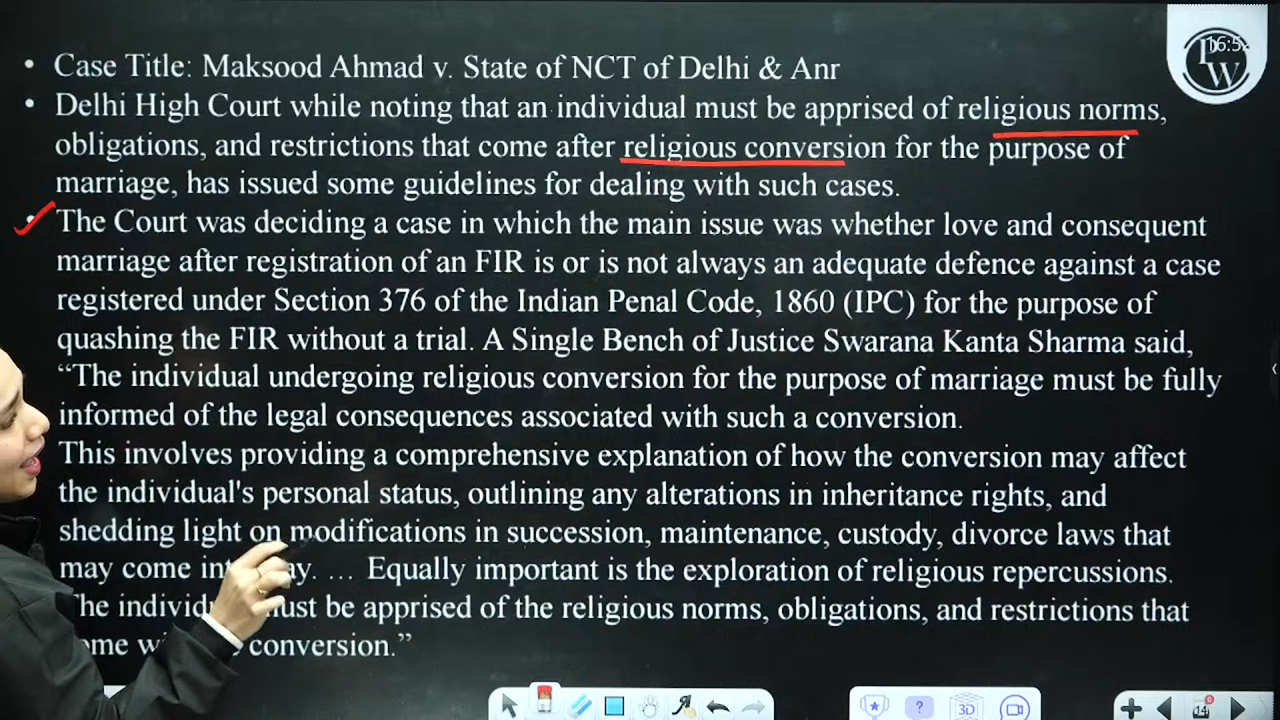 • Case Title: Maksood Ahmad v. State of NCT of Delhi & Anr
• Delhi High Court while noting that an individual must be apprised of religious norms,
obligations, and restrictions that come after religious conversion for the purpose of
marriage, has issued some guidelines for dealing with such cases.
• The Court was deciding a case in which the main issue was whether love and consequent
marriage after registration of an FIR is or is not always an adequate defence against a case
registered under Section 376 of the Indian Penal Code, 1860 (IPC) for the purpose of
quashing the FIR without a trial. A Single Bench of Justice Swarana Kanta Sharma said,
“The individual undergoing religious conversion for the purpose of marriage must be fully
informed of the legal consequences associated with such a conversion.
This involves providing a comprehensive explanation of how the conversion may affect
the individual's personal status, outlining any alterations in inheritance rights, and
shedding light on modifications in succession, maintenance, custody, divorce laws that
may come … Equally important is the exploration of religious repercussions.
must be apprised of the religious norms, obligations, and restrictions that
conversion.”
PW
3D
14